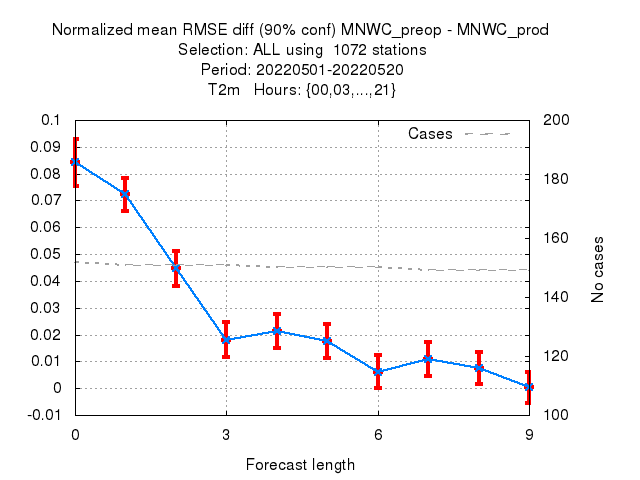 Normalized mean RMSE diff (90% conf) MNWC_preop - MNWC_prod
Selection: ALL using  1072 stations
Period: 20220501-20220520
T2m   Hours: {00,03,...,21}
0.1
0.09
0.08
0.07
0.06
0.05
0.04
0.03
0.02
0.01
0
-0.01
Cases
200
180
160
140
120
100
No cases
0 3 6 9
Forecast length